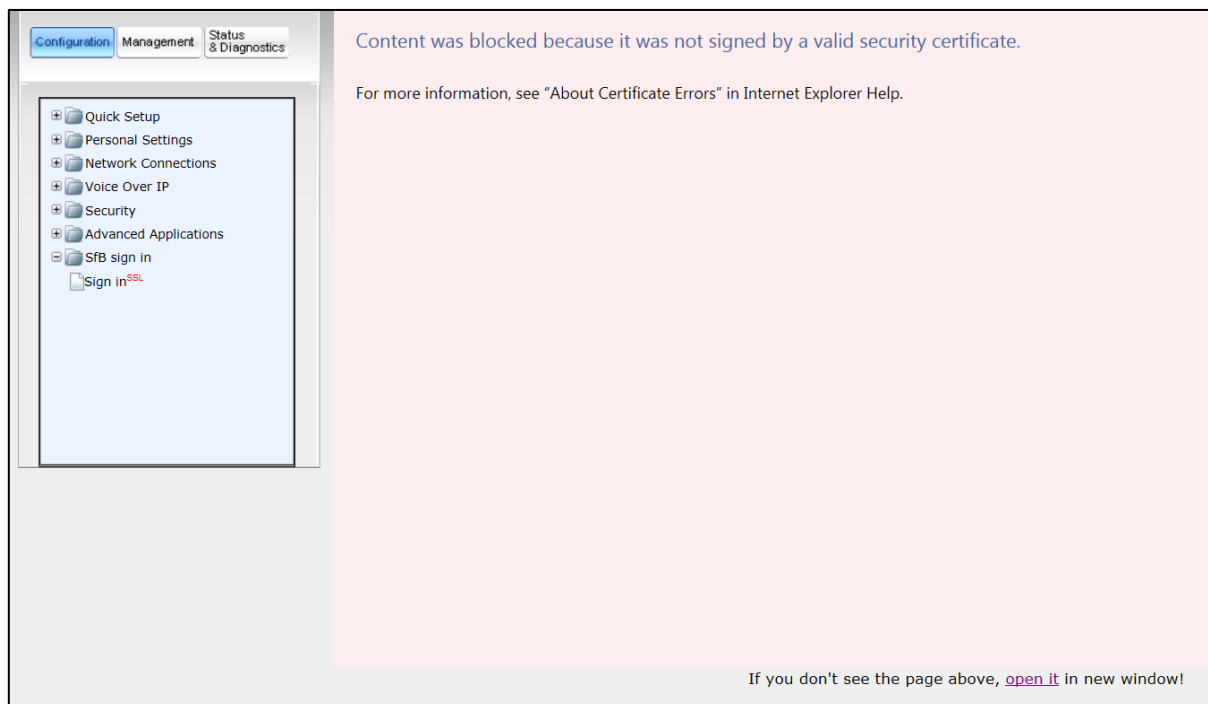 Configuration
Management
Status
& Diagnostics
Quick Setup
Personal Settings
Network Connections
Voice Over IP
Security
Advanced Applications
SfB sign in
Sign inSSL
Content was blocked because it was not signed by a valid security certificate.
For more information, see “About Certificate Errors” in Internet Explorer Help.
If you don't see the page above, open it in new window!